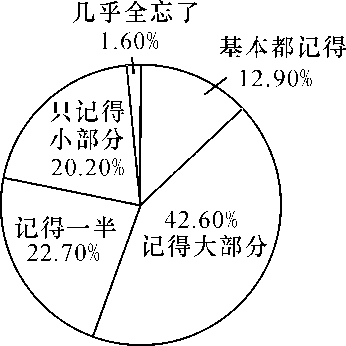 几乎全忘了
1.60%
基本都记得
12.90%
只记得
小部分
20.20%
42.60%
记得大部分
记得一半
22.70%